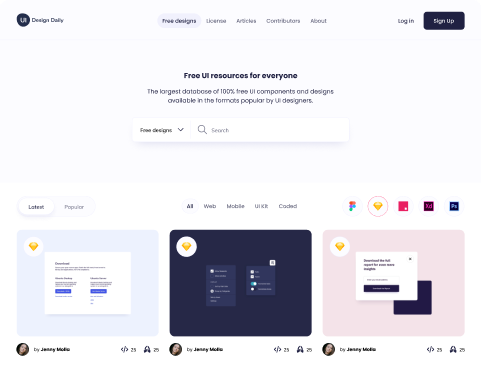 UI Design Daily
Free designs License Articles Contributors About
Log in
Sign Up
Free UI resources for everyone
The largest database of 100% free UI components and designs
available in the formats popular by UI designers.
Free designs Search
Latest Popular
All Web Mobile UI Kit Coded
Xd Ps
Download
Download the full
report for even more
insights
by Jenny Molla 25 25
by Jenny Molla 25 25
by Jenny Molla 25 25